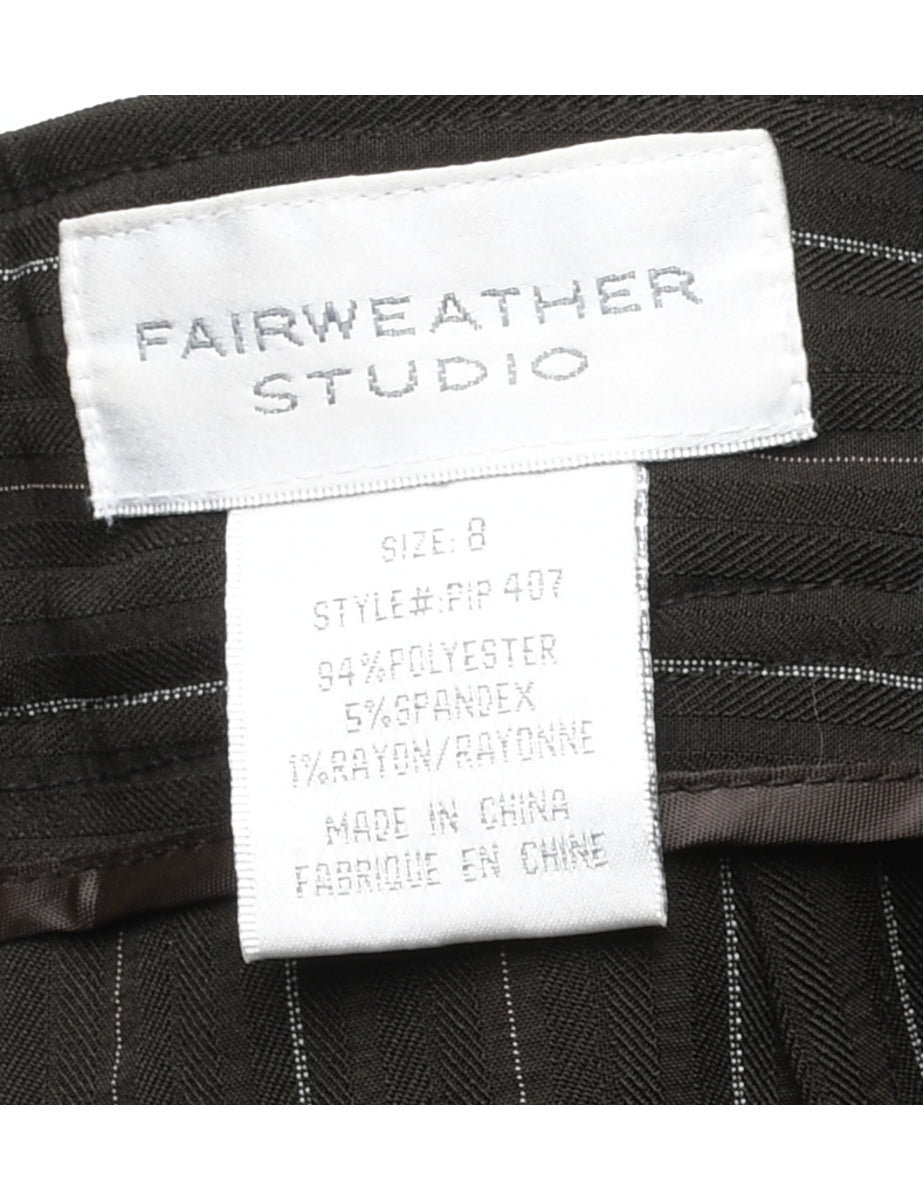 FAIRWEATHER
STUDIO
SIZE: 8
STYLE#:PIP 407
94%POLYESTER
5%SPANDEX
1%RAYON/RAYONNE
MADE IN CHINA
FABRIQUE EN CHINE